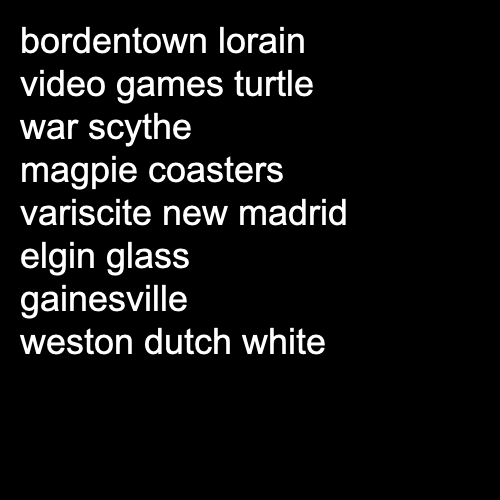 bordentown lorain
video games turtle
war scythe
magpie coasters
variscite new madrid
elgin glass
gainesville
weston dutch white